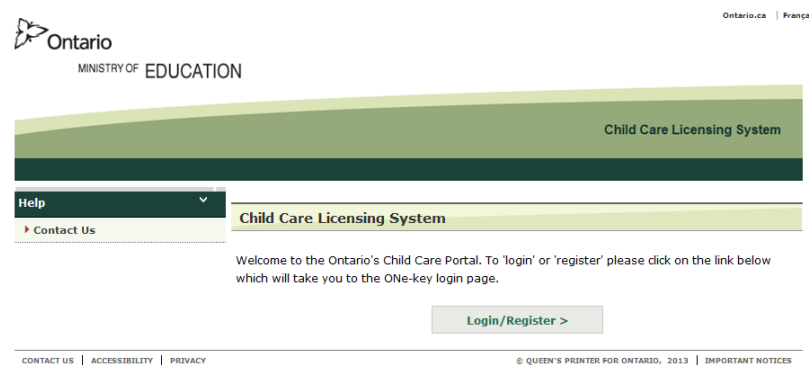 Ontario.ca | França
Ontario
MINISTRY OF EDUCATION
Child Care Licensing System
Help
Contact Us
Child Care Licensing System
Welcome to the Ontario's Child Care Portal. To 'login' or 'register' please click on the link below
which will take you to the ONe-key login page.
Login/Register >
CONTACT US | ACCESSIBILITY | PRIVACY
© QUEEN'S PRINTER FOR ONTARIO, 2013 | IMPORTANT NOTICES